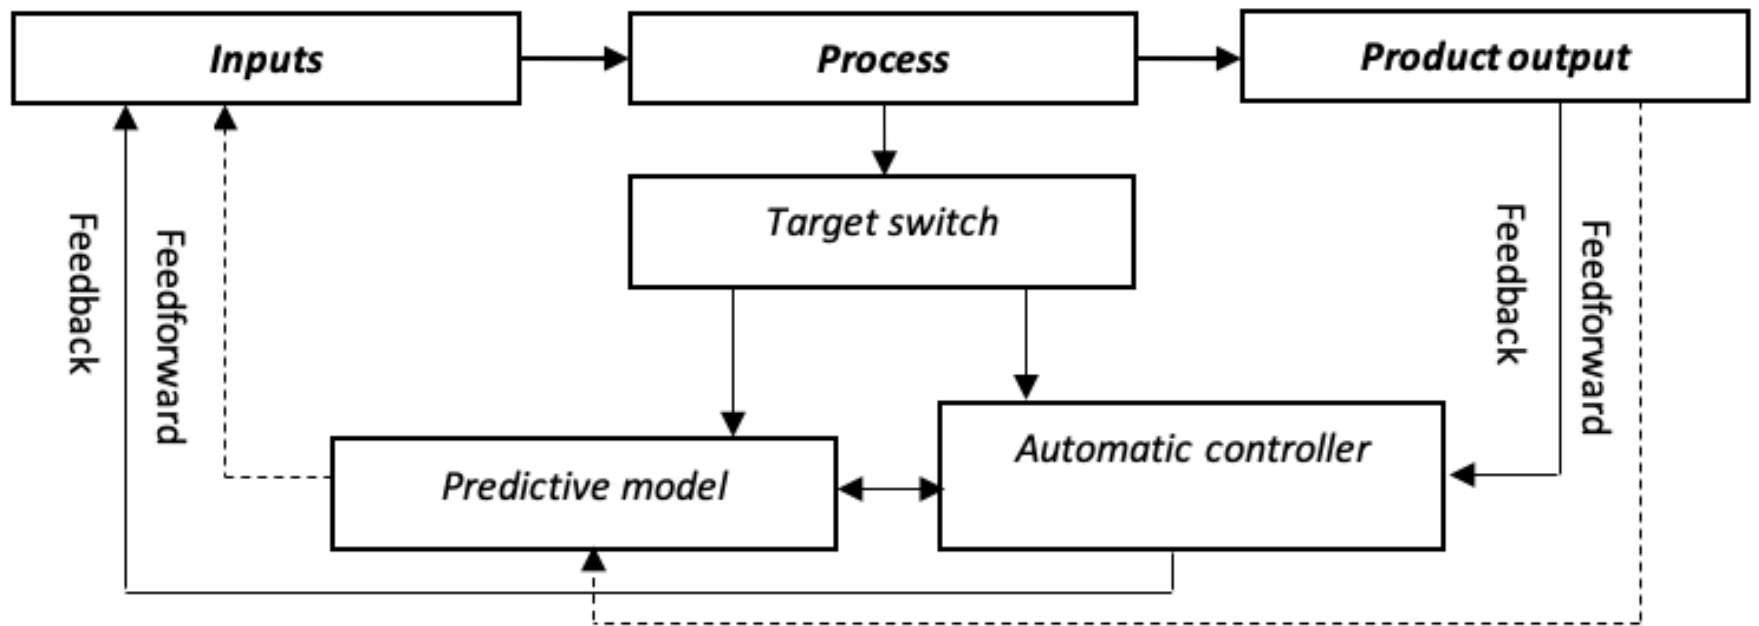 Inputs
Process
Product output
Target switch
Feedback
Feedforward
Feedback
Feedforward
Automatic controller
Predictive model